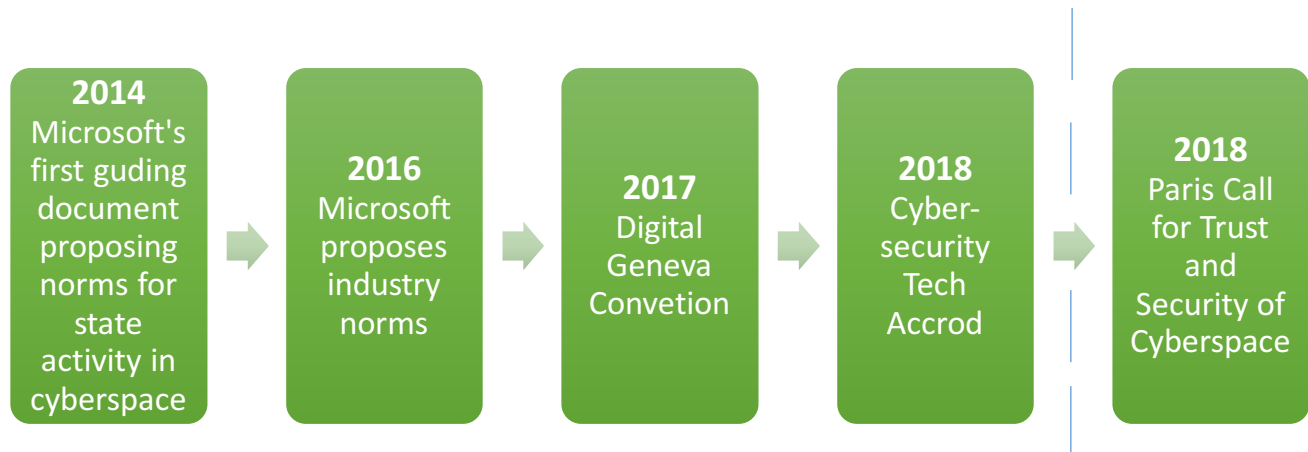 2014
Microsoft's
first guding
document
proposing
norms for
state
activity in
cyberspace
2016
Microsoft
proposes
industry
norms
2017
Digital
Geneva
Convetion
2018
Cyber-
security
Tech
Accrod
2018
Paris Call
for Trust
and
Security of
Cyberspace